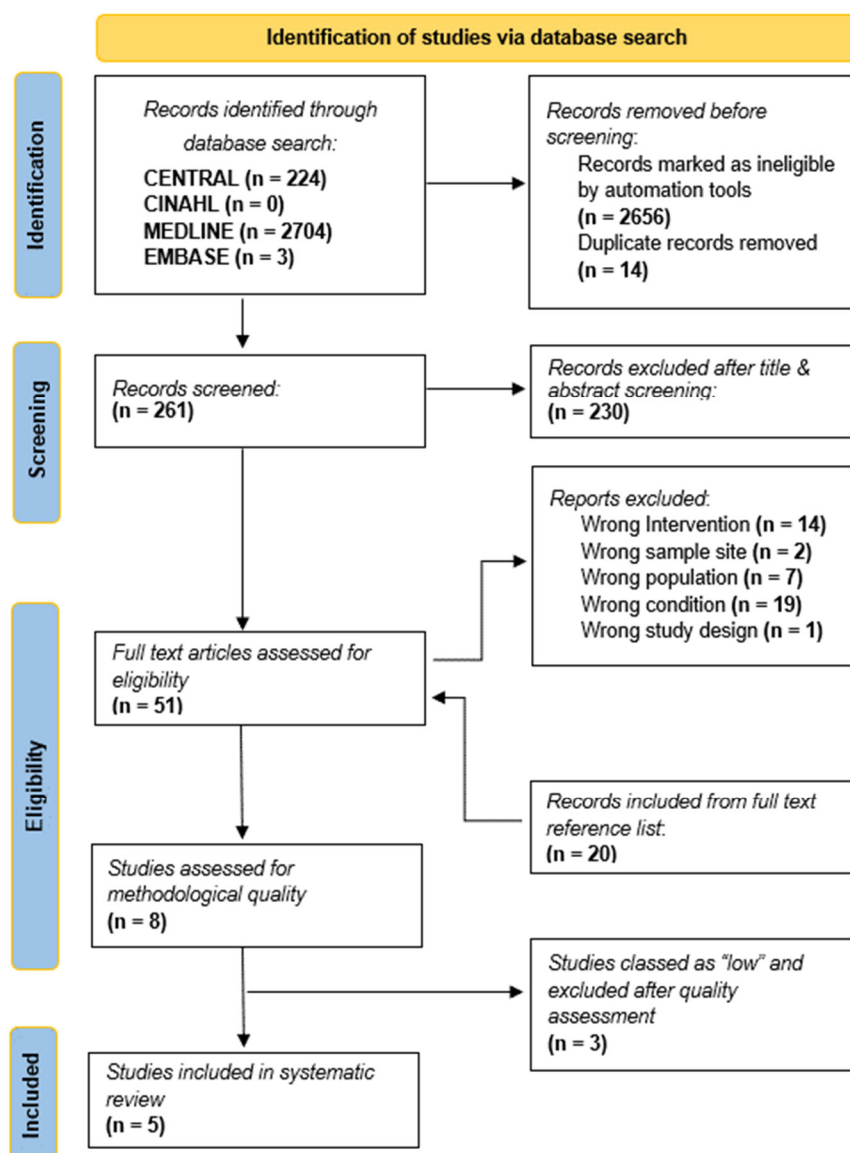 Identification of studies via database search
Identification
Records identified through
database search:
CENTRAL (n = 224)
CINAHL (n = 0)
MEDLINE (n = 2704)
EMBASE (n = 3)
Records removed before
screening:
Records marked as ineligible
by automation tools
(n = 2656)
Duplicate records removed
(n = 14)
Screening
Records screened:
(n = 261)
Records excluded after title &
abstract screening:
(n = 230)
Reports excluded:
Wrong Intervention (n = 14)
Wrong sample site (n = 2)
Wrong population (n = 7)
Wrong condition (n = 19)
Wrong study design (n = 1)
Eligibility
Full text articles assessed for
eligibility
(n = 51)
Records included from full text
reference list:
(n = 20)
Studies assessed for
methodological quality
(n = 8)
Studies classed as "low" and
excluded after quality
assessment
(n = 3)
Included
Studies included in systematic
review
(n = 5)